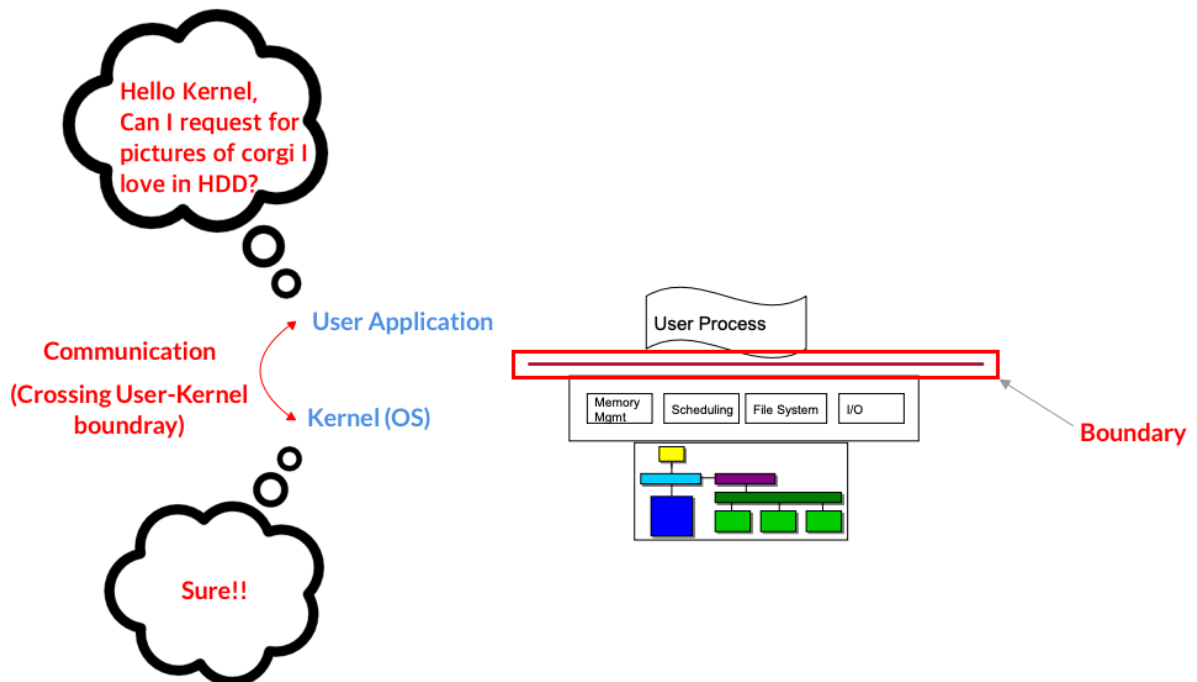 Hello Kernel,
Can I request for
pictures of corgi I
love in HDD?
User Application
Communication
(Crossing User-Kernel
boundray)
Kernel (OS)
Sure!!
User Process
Memory
Mgmt
Scheduling
File System
I/O
Boundary